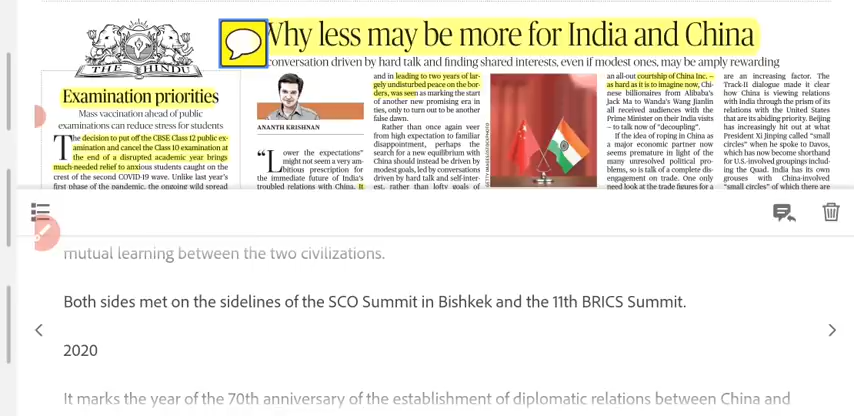 Why less may be more for India and China
conversation driven by hard talk and finding shared interests, even if modest ones, may be amply rewarding
THE HINDU
Examination priorities
Mass vaccination ahead of public
examinations can reduce stress for students
The decision to put off the CBSE Class 12 public ex-
amination and cancel the Class 10 examination at
the end of a disrupted academic year brings
much-needed relief to anxious students caught on the
crest of the second COVID-19 wave. Unlike last year's
first phase of the pandemic, the ongoing wild spread
ANANTH KRISHNAN
“Lower the expectations”
might not seem a very am-
bitious prescription for
the immediate future of India's
troubled relations with China. It
and in leading to two years of lar-
gely undisturbed peace on the bor-
ders, was seen as marking the start
of another new promising era in
ties, only to turn out to be another
false dawn.
Rather than once again veer
from high expectation to familiar
disappointment, perhaps the
search for a new equilibrium with
China should instead be driven by
modest goals, led by conversations
driven by hard talk and self-inter-
est, rather than lofty goals of
an all-out courtship of China Inc. —
as hard as it is to imagine now, Chi-
nese billionaires from Alibaba's
Jack Ma to Wanda's Wang Jianlin
all received audiences with the
Prime Minister on their India visits
— to talk of “decoupling”.
If the idea of roping in China as
a major economic partner now
seems premature in light of the
many unresolved political pro-
blems, so is talk of a complete dis-
engagement on trade. One only
need look at the trade figures for a
are an increasing factor. The
Track-II dialogue made it clear
how China is viewing relations
with India through the prism of its
relations with the United States
that are its abiding priority. Beijing
has increasingly hit out at what
President Xi Jinping called “small
circles” when he spoke to Davos,
which has now become shorthand
for U.S.-involved groupings includ-
ing the Quad. India has its own
grouses with China-involved
“small circles” of which there are
mutual learning between the two civilizations.
Both sides met on the sidelines of the SCO Summit in Bishkek and the 11th BRICS Summit.
2020
It marks the year of the 70th anniversary of the establishment of diplomatic relations between China and